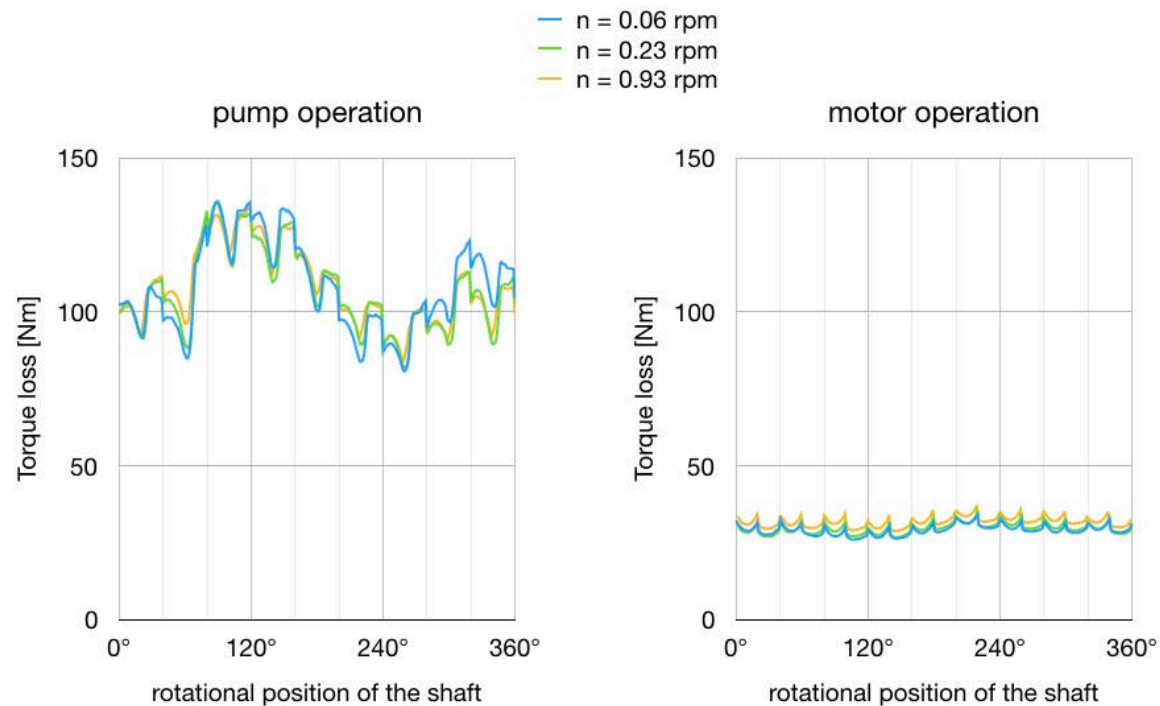 n = 0.06 rpm
n = 0.23 rpm
n = 0.93 rpm
pump operation
motor operation
Torque loss [Nm]
150
100
50
0
0°
120°
240°
360°
rotational position of the shaft
Torque loss [Nm]
150
100
50
0
0°
120°
240°
360°
rotational position of the shaft